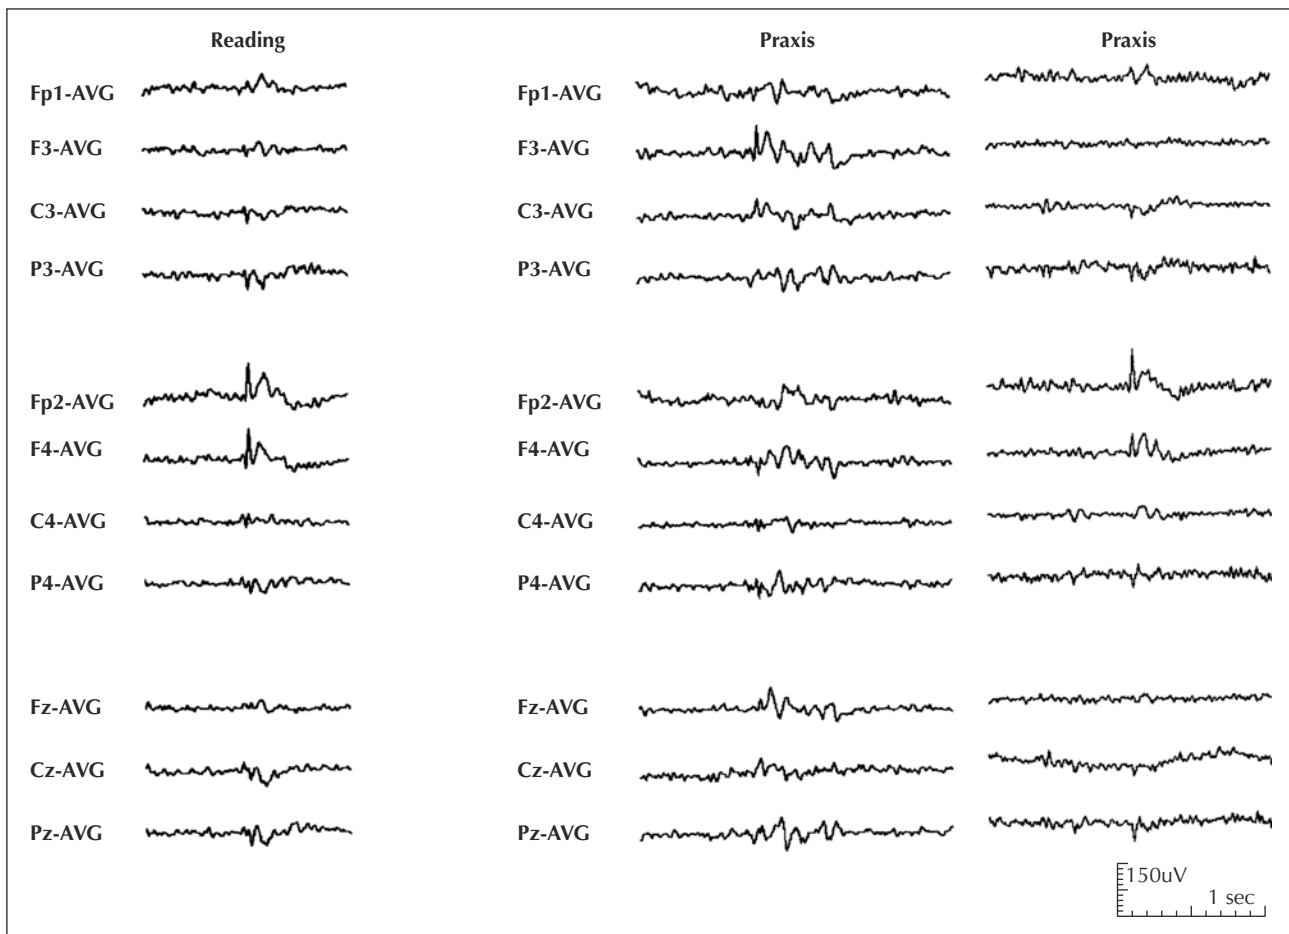 Reading Praxis Praxis
Fp1-AVG Fp1-AVG
F3-AVG F3-AVG
C3-AVG C3-AVG
P3-AVG P3-AVG
Fp2-AVG Fp2-AVG
F4-AVG F4-AVG
C4-AVG C4-AVG
P4-AVG P4-AVG
Fz-AVG Fz-AVG
Cz-AVG Cz-AVG
Pz-AVG Pz-AVG
150uV
1 sec